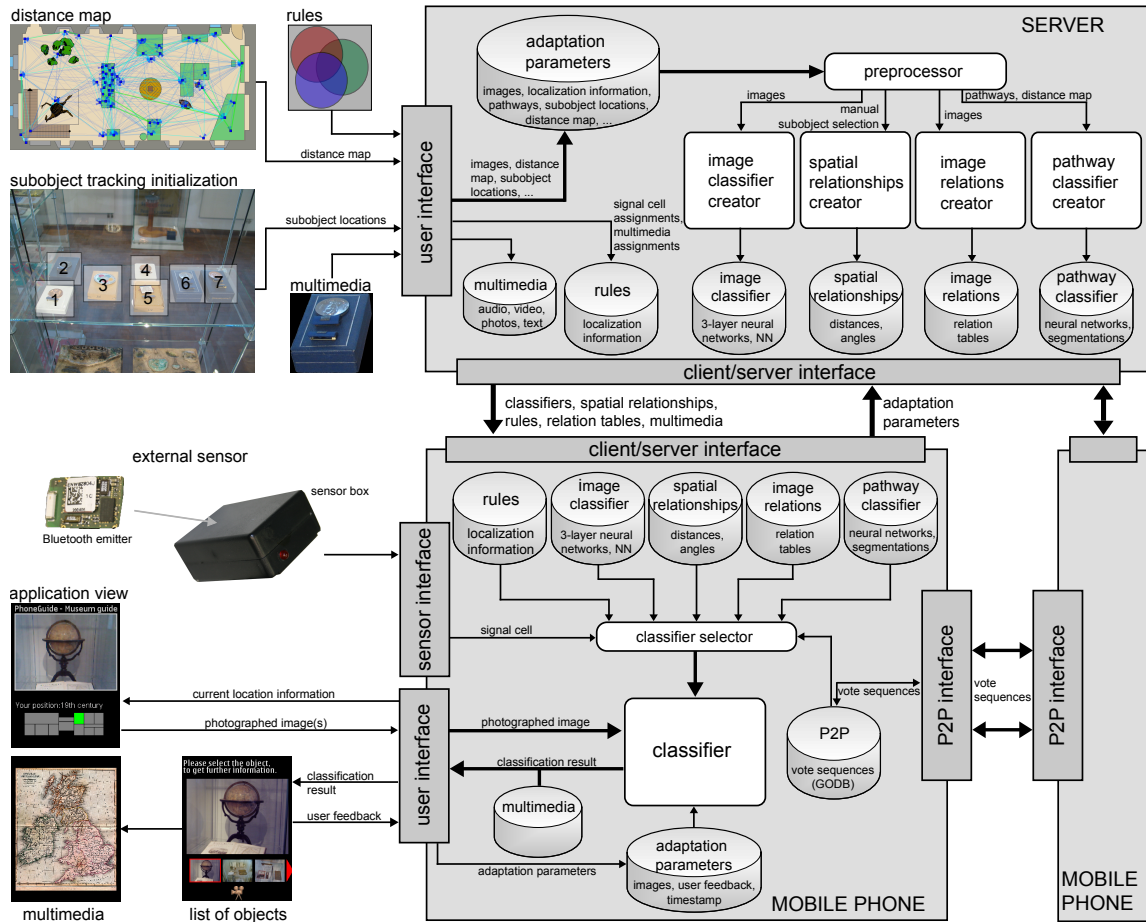 distance map
rules
SERVER
adaptation
parameters
images, localization information,
pathways, subobject locations,
distance map, ...
preprocessor
images
manual
subobject selection
images
pathways, distance map
image
classifier
creator
spatial
relationships
creator
image
relations
creator
pathway
classifier
creator
distance map
user interface
images, distance
map, subobject
locations, ...
subobject tracking initialization
subobject locations
signal cell
assignments,
multimedia
assignments
1
2
3
4
5
6
7
multimedia
multimedia
audio, video,
photos, text
rules
localization
information
image
classifier
3-layer neural
networks, NN
spatial
relationships
distances,
angles
image
relations
relation
tables
pathway
classifier
neural networks,
segmentations
client/server interface
classifiers, spatial relationships,
rules, relation tables, multimedia
adaptation
parameters
client/server interface
external sensor
sensor box
Bluetooth emitter
rules
localization
information
image
classifier
3-layer neural
networks, NN
spatial
relationships
distances,
angles
image
relations
relation
tables
pathway
classifier
neural networks,
segmentations
sensor interface
signal cell
classifier selector
application view
PhoneGuide - Museum guide
Your position:19th century
current location information
photographed image(s)
user interface
photographed image
classification result
classifier
multimedia
vote sequences
P2P
vote sequences
(GODB)
P2P interface
vote
sequences
P2P interface
Please select the object,
to get further information.
classification
result
user feedback
adaptation parameters
adaptation
parameters
images, user feedback,
timestamp
MOBILE PHONE
MOBILE
PHONE
multimedia
list of objects